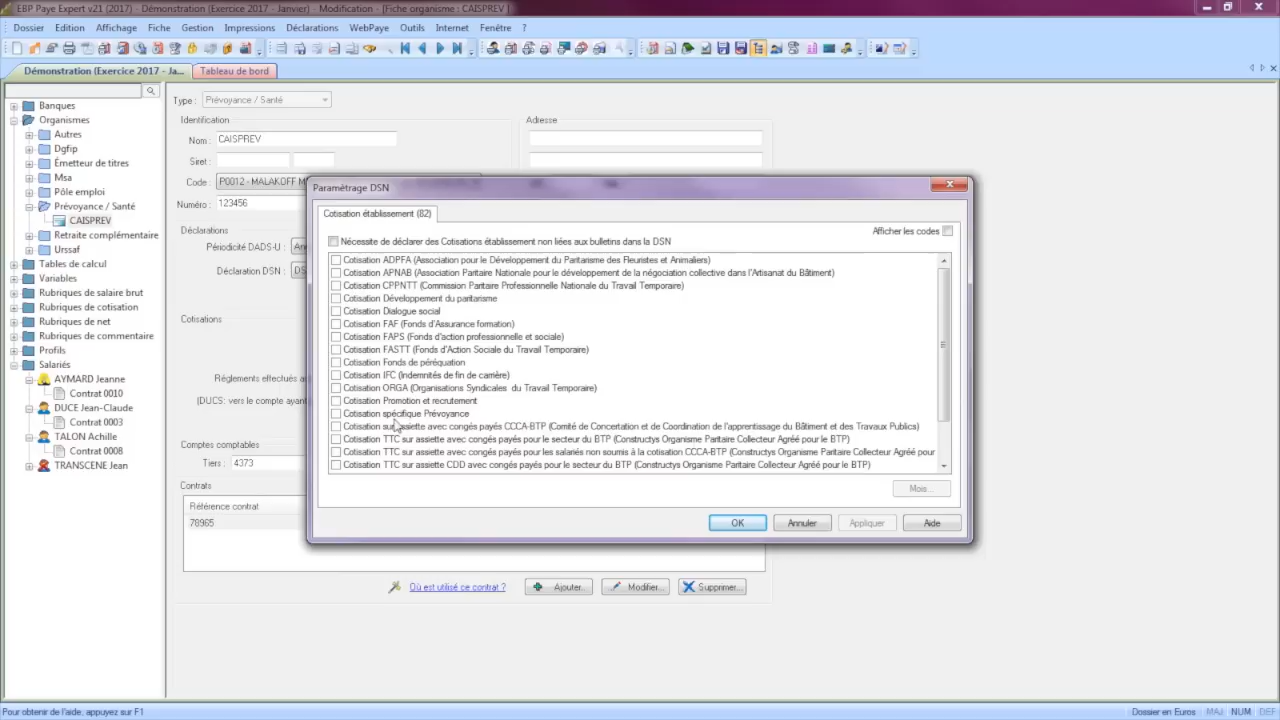 EBP Paye Expert v21 (2017) - Démonstration (Exercice 2017 - Janvier) - Modification - [Fiche organisme : CAISPREV ]
Dossier Edition Affichage Fiche Gestion Impressions Déclarations WebPaye Outils Internet Fenêtre ?
Démonstration (Exercice 2017 - Ja... Tableau de bord
Banques
Organismes
Autres
Dgfip
Émetteur de titres
Msa
Pôle emploi
Prévoyance / Santé
CAISPREV
Retraite complémentaire
Urssaf
Tables de calcul
Variables
Rubriques de salaire brut
Rubriques de cotisation
Rubriques de net
Rubriques de commentaire
Profils
Salariés
AYMARD Jeanne
Contrat 0010
DUCE Jean-Claude
Contrat 0003
TALON Achille
Contrat 0008
TRANSCENE Jean
Type : Prévoyance / Santé
Identification
Adresse
Nom : CAISPREV
Siret :
Code : P0012 - MALAKOFF M
Numéro : 123456
Déclarations
Périodicité DADS-U :
Déclaration DSN :
Cotisations
Règlements effectués
(DUCS: vers le compte ayant
Comptes comptables
Tiers : 4373
Contrats
Référence contrat
78965
Où est utilisé ce contrat ? Ajouter... Modifier... Supprimer...
Paramétrage DSN
Cotisation établissement (82)
Afficher les codes
Nécessite de déclarer des Cotisations établissement non liées aux bulletins dans la DSN
Cotisation ADPFA (Association pour le Développement du Paritarisme des Fleuristes et Animaliers)
Cotisation APNAB (Association Paritaire Nationale pour le développement de la négociation collective dans l'Artisanat du Bâtiment)
Cotisation CPPNTT (Commission Paritaire Professionnelle Nationale du Travail Temporaire)
Cotisation Développement du paritarisme
Cotisation Dialogue social
Cotisation FAF (Fonds d'Assurance formation)
Cotisation FAPS (Fonds d'action professionnelle et sociale)
Cotisation FASTT (Fonds d'Action Sociale du Travail Temporaire)
Cotisation Fonds de péréquation
Cotisation IFC (Indemnités de fin de carrière)
Cotisation ORGA (Organisations Syndicales du Travail Temporaire)
Cotisation Promotion et recrutement
Cotisation spécifique Prévoyance
Cotisation sur assiette avec congés payés CCCA-BTP (Comité de Concertation et de Coordination de l'apprentissage du Bâtiment et des Travaux Publics)
Cotisation TTC sur assiette avec congés payés pour le secteur du BTP (Constructys Organisme Paritaire Collecteur Agréé pour le BTP)
Cotisation TTC sur assiette avec congés payés pour les salariés non soumis à la cotisation CCCA-BTP (Constructys Organisme Paritaire Collecteur Agréé pour
Cotisation TTC sur assiette CDD avec congés payés pour le secteur du BTP (Constructys Organisme Paritaire Collecteur Agréé pour le BTP)
Mois...
OK Annuler Appliquer Aide
Pour obtenir de l'aide, appuyez sur F1
Dossier en Euros MAJ NUM DEF